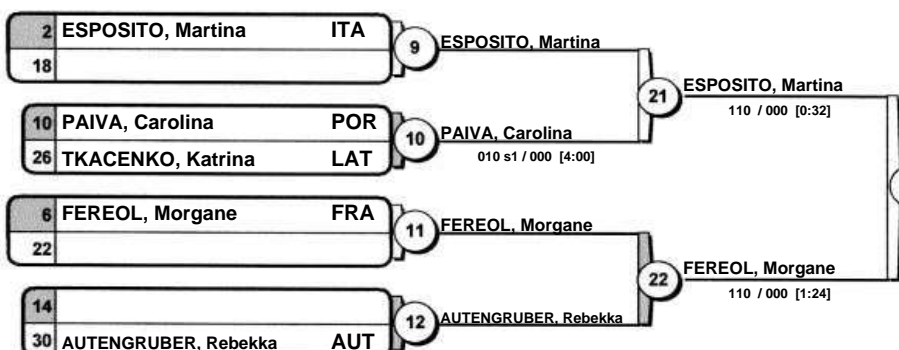 2 ESPOSITO, Martina ITA
18
9 ESPOSITO, Martina
10 PAIVA, Carolina POR
26 TKACENKO, Katrina LAT
10 PAIVA, Carolina
010 s1 / 000 [4:00]
21 ESPOSITO, Martina
110 / 000 [0:32]
6 FEREOL, Morgane FRA
22
11 FEREOL, Morgane
14
30 AUTENGRUBER, Rebekka AUT
12 AUTENGRUBER, Rebekka
22 FEREOL, Morgane
110 / 000 [1:24]